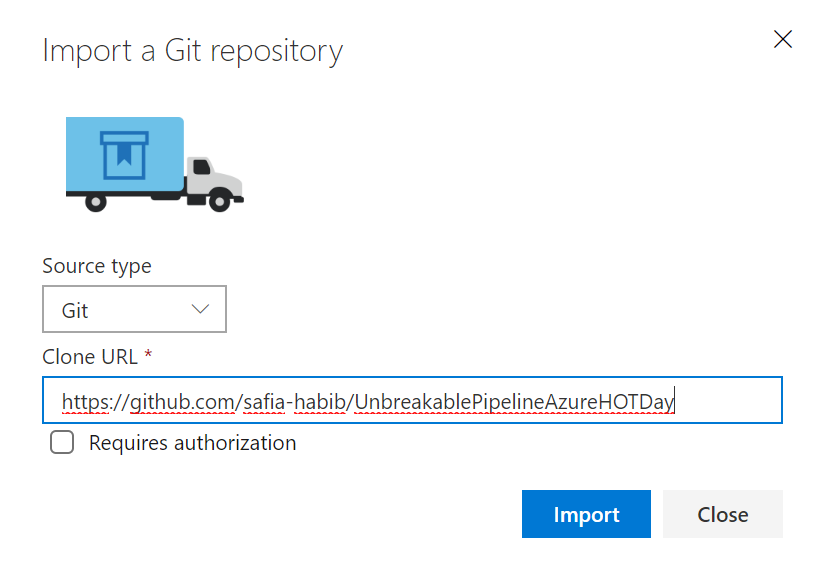 Import a Git repository
Source type
Git
Clone URL *
https://github.com/safia-habib/UnbreakablePipelineAzureHOTDay
Requires authorization
Import
Close